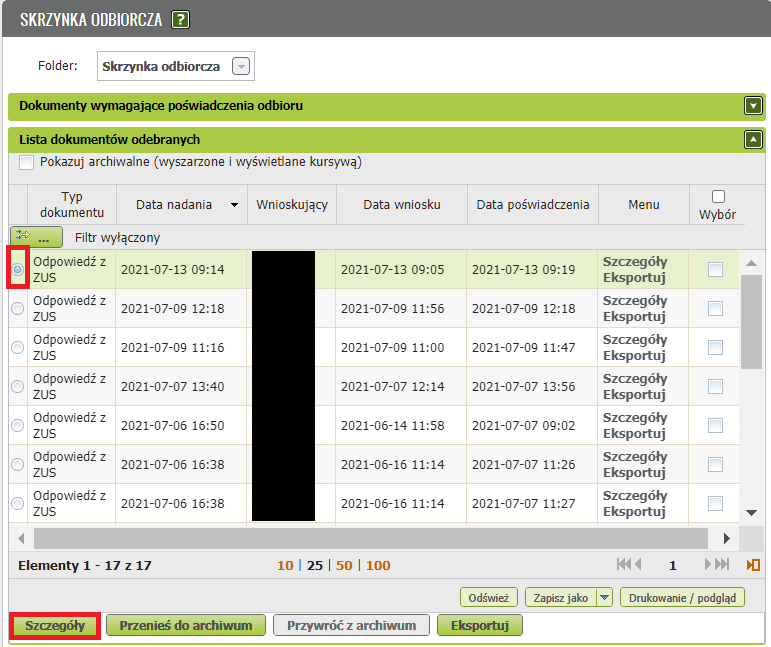 SKRZYNKA ODBIORCZA ?
Folder: Skrzynka odbiorcza
Dokumenty wymagające poświadczenia odbioru
Lista dokumentów odebranych
Pokazuj archiwalne (wyszarzone i wyświetlane kursywą)
Typ dokumentu Data nadania Wnioskujący Data wniosku Data poświadczenia Menu Wybór
... Filtr wyłączony
Odpowiedź z ZUS 2021-07-13 09:14 2021-07-13 09:05 2021-07-13 09:19 Szczegóły Eksportuj
Odpowiedź z ZUS 2021-07-09 12:18 2021-07-09 11:56 2021-07-09 12:18 Szczegóły Eksportuj
Odpowiedź z ZUS 2021-07-09 11:16 2021-07-09 11:00 2021-07-09 11:47 Szczegóły Eksportuj
Odpowiedź z ZUS 2021-07-07 13:40 2021-07-07 12:14 2021-07-07 13:56 Szczegóły Eksportuj
Odpowiedź z ZUS 2021-07-06 16:50 2021-06-14 11:58 2021-07-07 09:02 Szczegóły Eksportuj
Odpowiedź z ZUS 2021-07-06 16:38 2021-06-16 11:14 2021-07-07 11:26 Szczegóły Eksportuj
Odpowiedź z ZUS 2021-07-06 16:38 2021-06-16 11:14 2021-07-07 11:27 Szczegóły Eksportuj
Elementy 1 - 17 z 17 10 | 25 | 50 | 100 1
Odśwież Zapisz jako Drukowanie / podgląd
Szczegóły Przenieś do archiwum Przywróć z archiwum Eksportuj